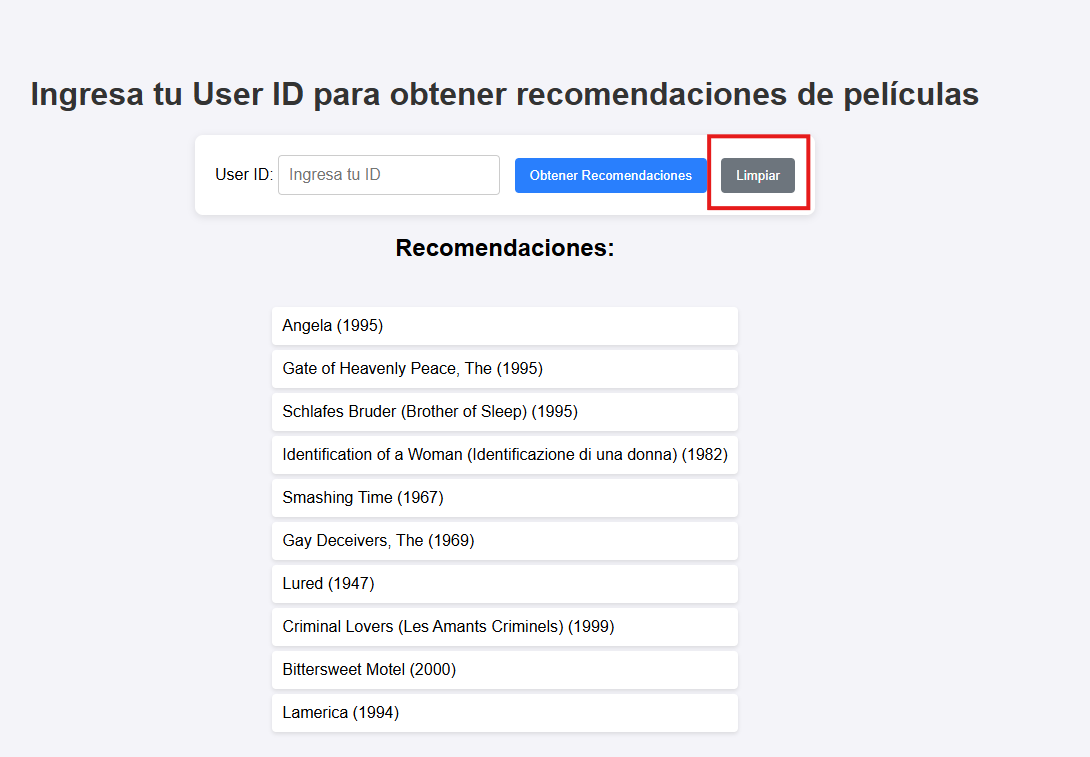 Ingresa tu User ID para obtener recomendaciones de películas
User ID: Ingresa tu ID Obtener Recomendaciones Limpiar
Recomendaciones:
Angela (1995)
Gate of Heavenly Peace, The (1995)
Schlafes Bruder (Brother of Sleep) (1995)
Identification of a Woman (Identificazione di una donna) (1982)
Smashing Time (1967)
Gay Deceivers, The (1969)
Lured (1947)
Criminal Lovers (Les Amants Criminels) (1999)
Bittersweet Motel (2000)
Lamerica (1994)